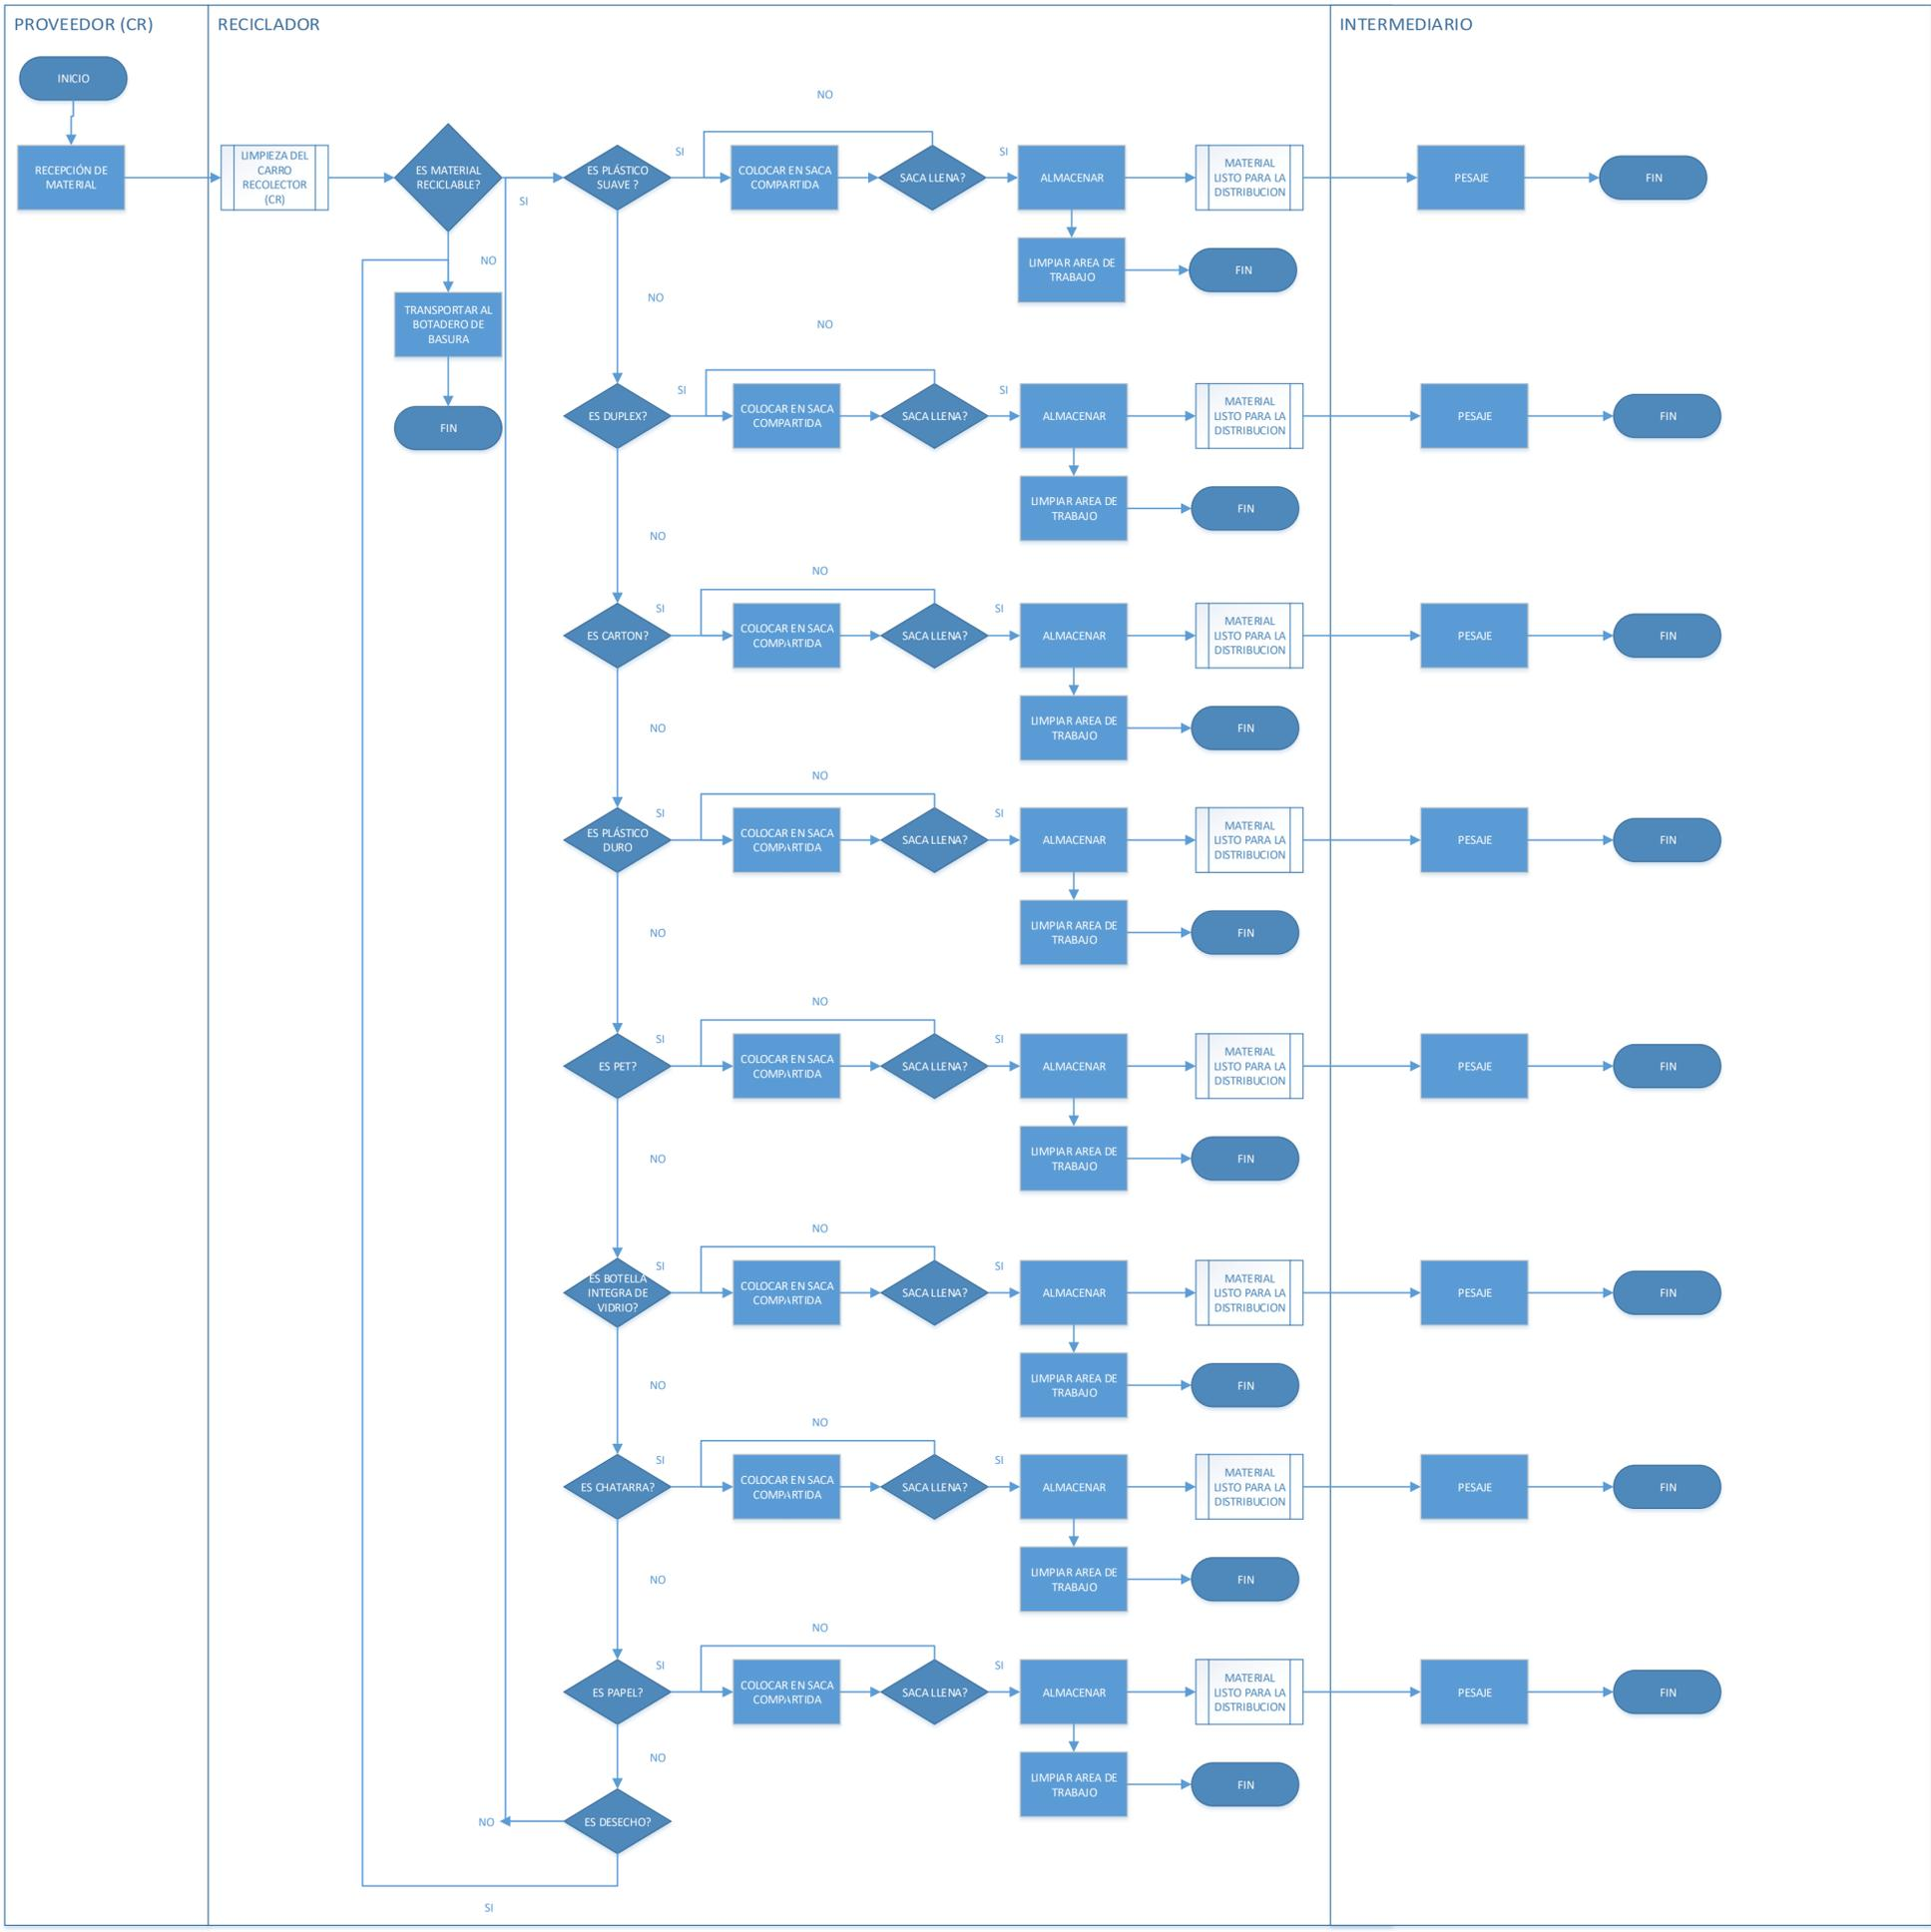 PROVEEDOR (CR)
RECICLADOR
INTERMEDIARIO
INICIO
NO
RECEPCIÓN DE
MATERIAL
LIMPIEZA DEL
CARRO
RECOLECTOR
(CR)
ES MATERIAL
RECICLABLE?
SI
ES PLÁSTICO
SUAVE ?
SI
COLOCAR EN SACA
COMPARTIDA
SACA LLENA?
SI
ALMACENAR
MATERIAL
LISTO PARA LA
DISTRIBUCION
PESAJE
FIN
NO
LIMPIAR AREA DE
TRABAJO
FIN
TRANSPORTAR AL
BOTADERO DE
BASURA
FIN
NO
NO
ES DUPLEX?
SI
COLOCAR EN SACA
COMPARTIDA
SACA LLENA?
SI
ALMACENAR
MATERIAL
LISTO PARA LA
DISTRIBUCION
PESAJE
FIN
LIMPIAR AREA DE
TRABAJO
FIN
NO
NO
ES CARTON?
SI
COLOCAR EN SACA
COMPARTIDA
SACA LLENA?
SI
ALMACENAR
MATERIAL
LISTO PARA LA
DISTRIBUCION
PESAJE
FIN
LIMPIAR AREA DE
TRABAJO
FIN
NO
NO
ES PLÁSTICO
DURO
SI
COLOCAR EN SACA
COMPARTIDA
SACA LLENA?
SI
ALMACENAR
MATERIAL
LISTO PARA LA
DISTRIBUCION
PESAJE
FIN
LIMPIAR AREA DE
TRABAJO
FIN
NO
NO
ES PET?
SI
COLOCAR EN SACA
COMPARTIDA
SACA LLENA?
SI
ALMACENAR
MATERIAL
LISTO PARA LA
DISTRIBUCION
PESAJE
FIN
LIMPIAR AREA DE
TRABAJO
FIN
NO
NO
ES BOTELLA
INTEGRA DE
VIDRIO?
SI
COLOCAR EN SACA
COMPARTIDA
SACA LLENA?
SI
ALMACENAR
MATERIAL
LISTO PARA LA
DISTRIBUCION
PESAJE
FIN
LIMPIAR AREA DE
TRABAJO
FIN
NO
NO
ES CHATARRA?
SI
COLOCAR EN SACA
COMPARTIDA
SACA LLENA?
SI
ALMACENAR
MATERIAL
LISTO PARA LA
DISTRIBUCION
PESAJE
FIN
LIMPIAR AREA DE
TRABAJO
FIN
NO
NO
ES PAPEL?
SI
COLOCAR EN SACA
COMPARTIDA
SACA LLENA?
SI
ALMACENAR
MATERIAL
LISTO PARA LA
DISTRIBUCION
PESAJE
FIN
LIMPIAR AREA DE
TRABAJO
FIN
NO
ES DESECHO?
NO
SI